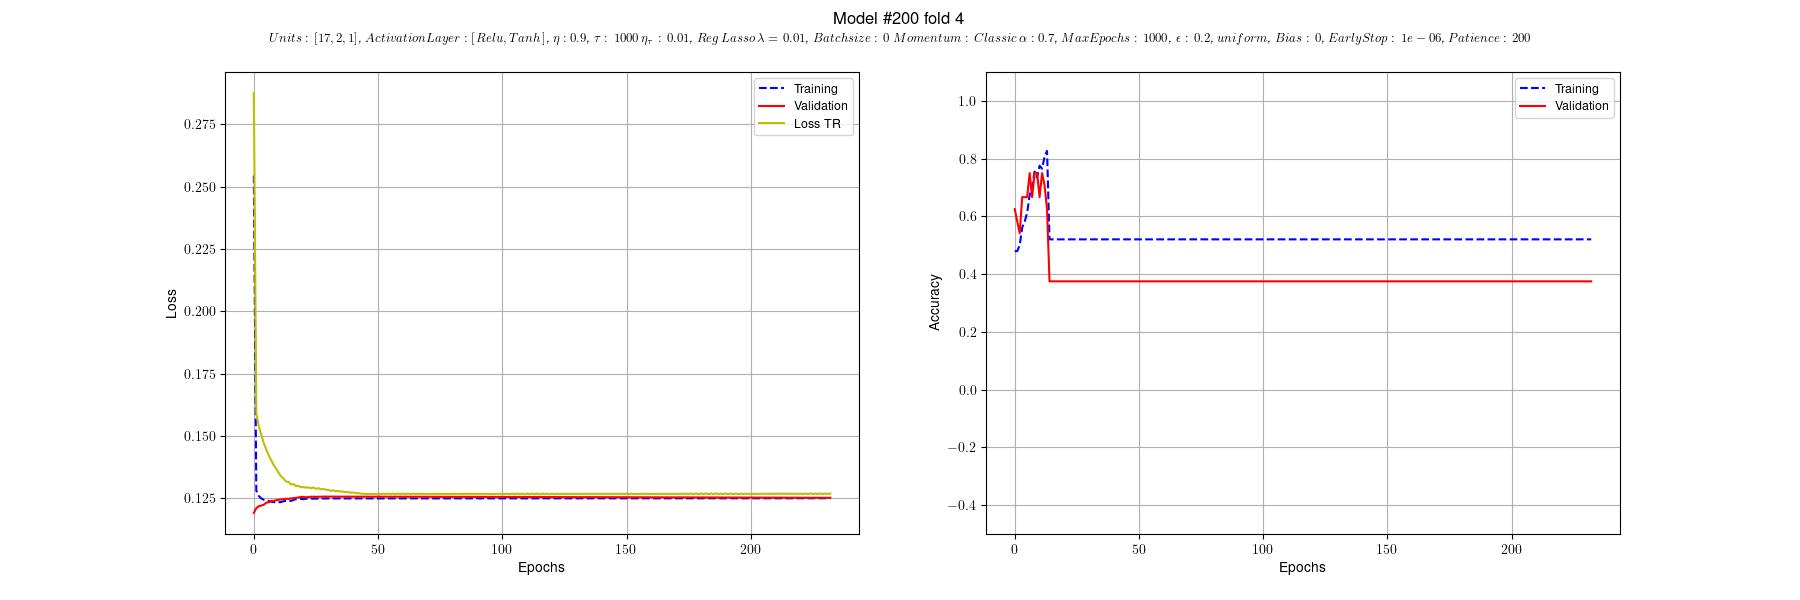 Model #200 fold 4
Units : [17, 2, 1], ActivationLayer : [Relu, Tanh], η : 0.9, τ : 1000 η_τ : 0.01, Reg Lasso λ = 0.01, Batchsize : 0 Momentum : Classic α : 0.7, MaxEpochs : 1000, ϵ : 0.2, uniform, Bias : 0, EarlyStop : 1e − 06, Patience : 200
Training
Validation
Loss TR
0.275
0.250
0.225
0.200
0.175
0.150
0.125
Loss
0 50 100 150 200
Epochs
Training
Validation
1.0
0.8
0.6
0.4
0.2
0.0
−0.2
−0.4
Accuracy
0 50 100 150 200
Epochs